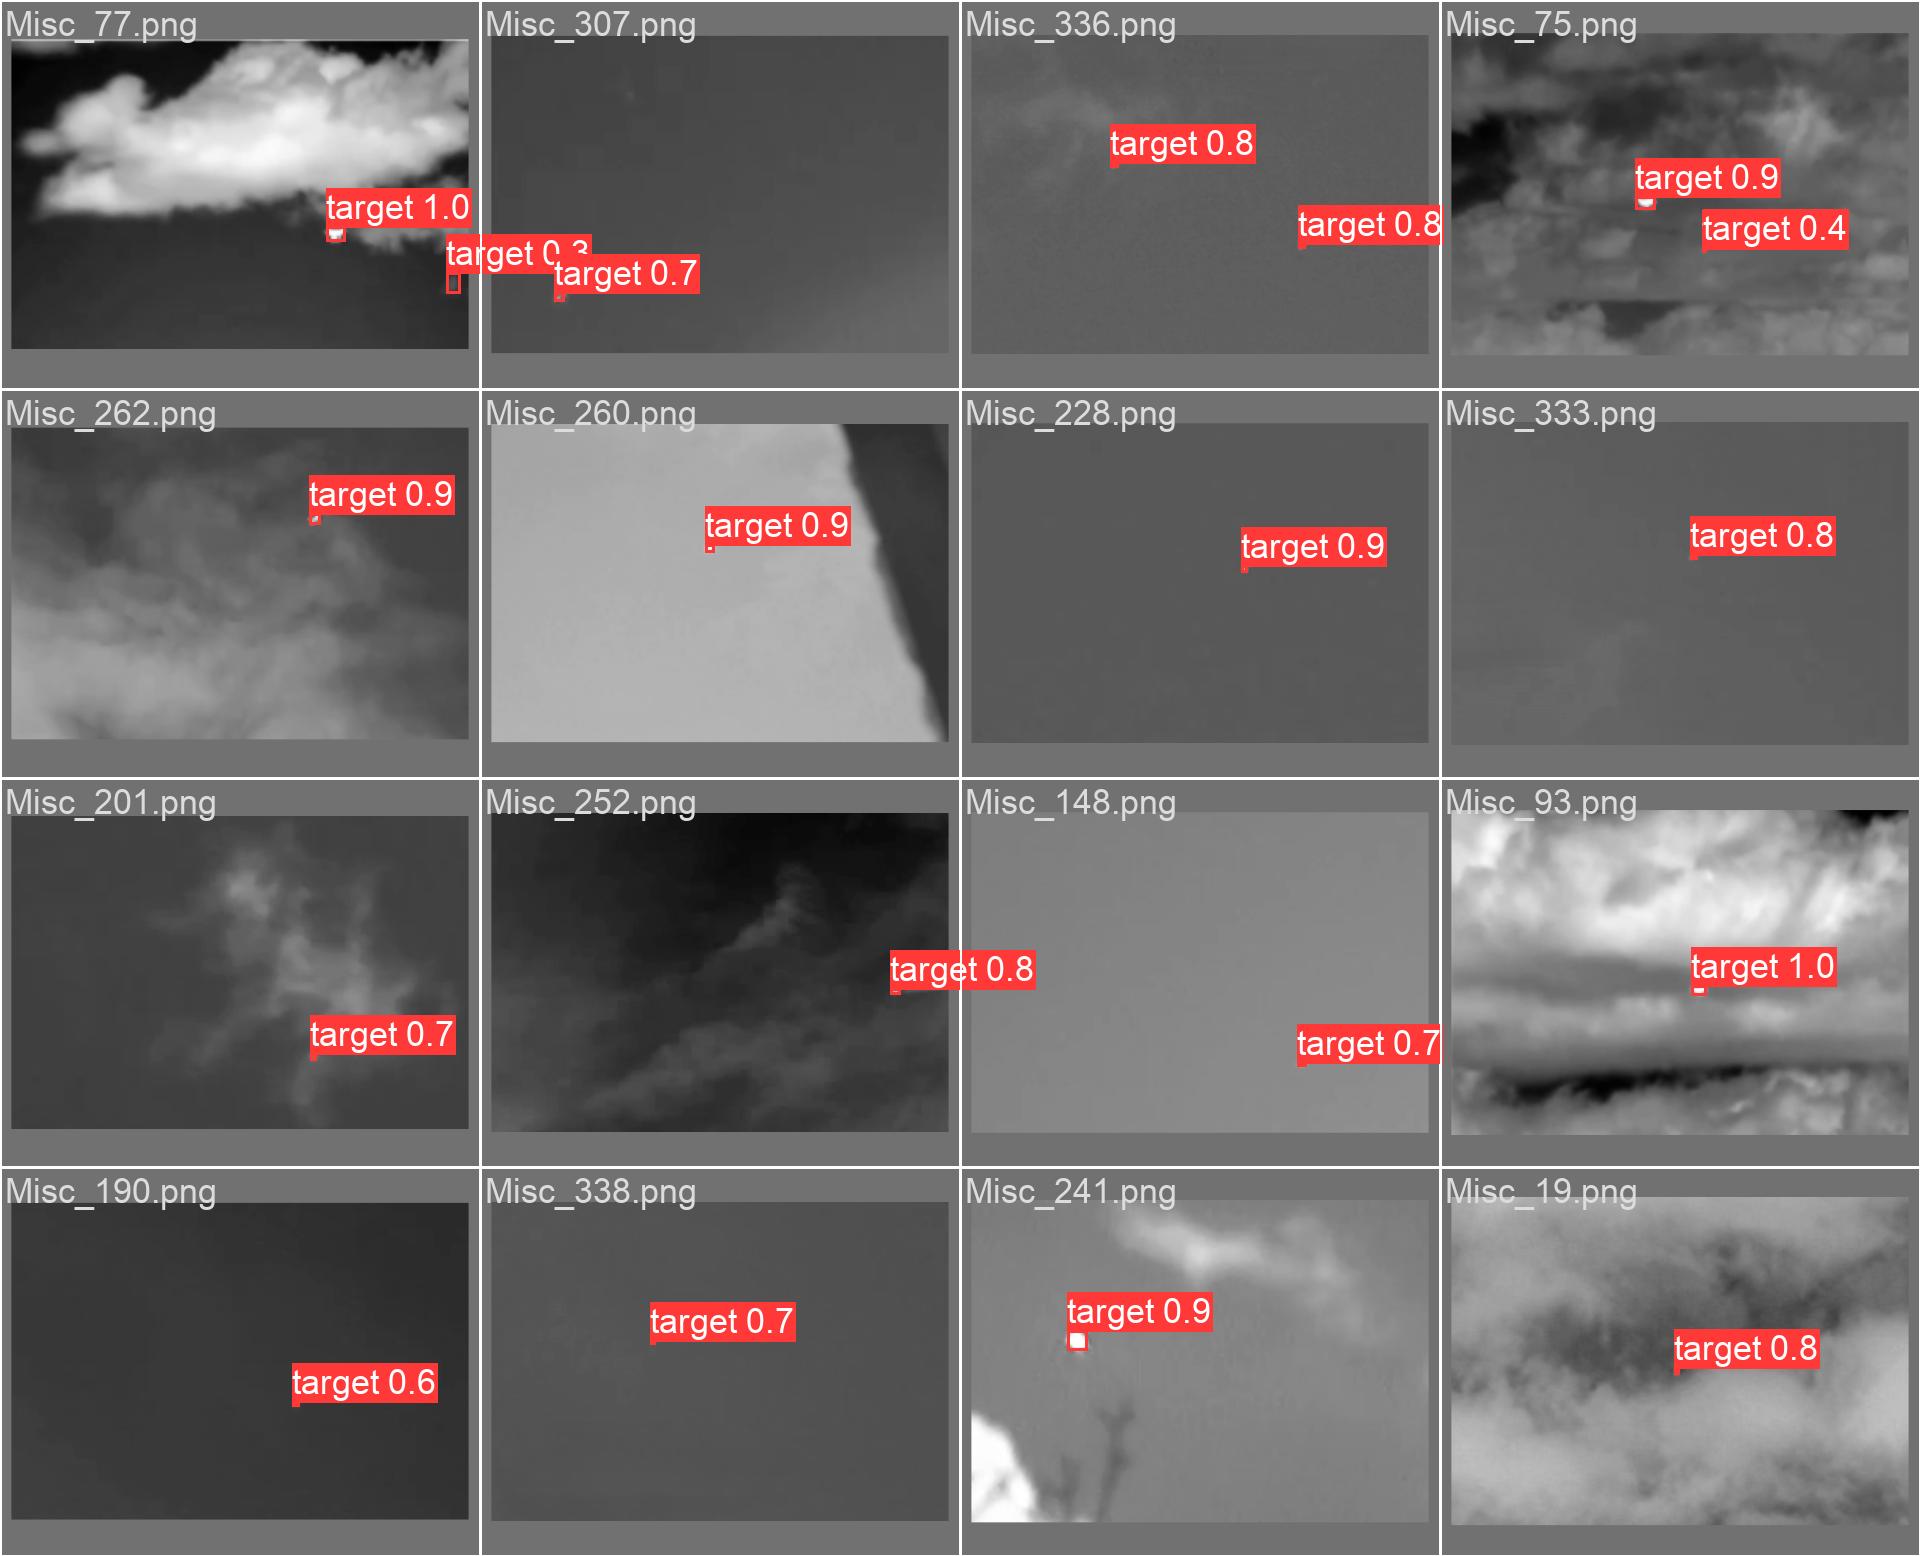 Misc_77.png
target 1.0
target 0.3
Misc_307.png
target 0.7
Misc_336.png
target 0.8
target 0.8
Misc_75.png
target 0.9
target 0.4
Misc_262.png
target 0.9
Misc_260.png
target 0.9
Misc_228.png
target 0.9
Misc_333.png
target 0.8
Misc_201.png
target 0.7
Misc_252.png
target 0.8
Misc_148.png
target 0.7
Misc_93.png
target 1.0
Misc_190.png
target 0.6
Misc_338.png
target 0.7
Misc_241.png
target 0.9
Misc_19.png
target 0.8